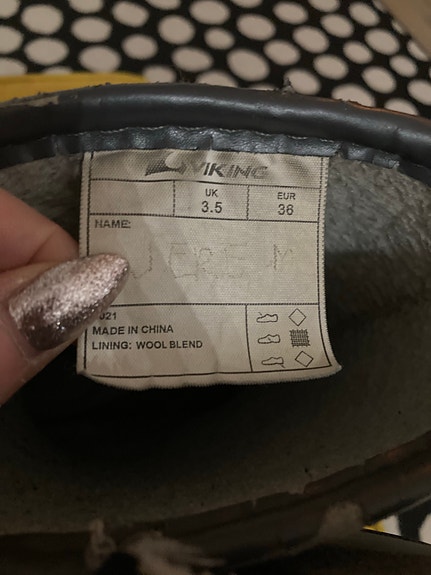 VIKING
UK EUR
3.5 36
NAME:
MADE IN CHINA
LINING: WOOL BLEND